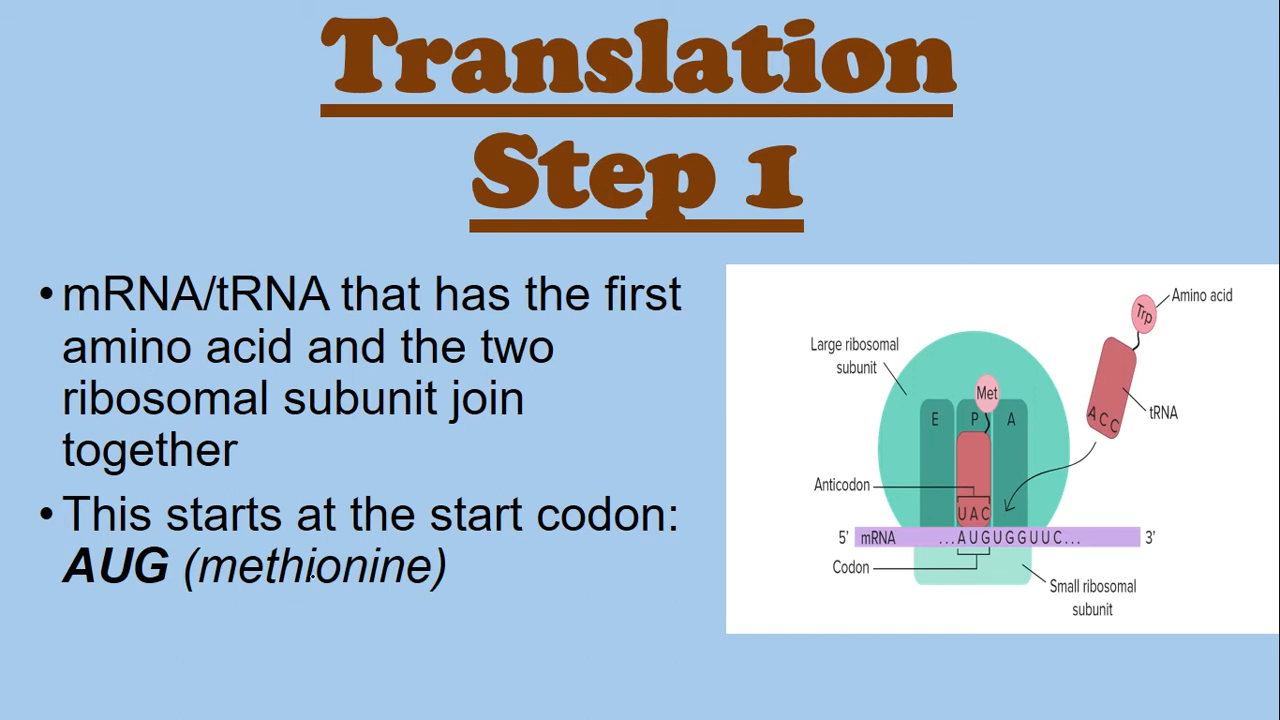 Translation
Step 1
• mRNA/tRNA that has the first
amino acid and the two
ribosomal subunit join
together
• This starts at the start codon:
AUG (methionine)
Amino acid
Trp
Large ribosomal
subunit
Met
E P A
tRNA
ACC
Anticodon
UAC
5' mRNA ...AUGUGGUUC... 3'
Codon
Small ribosomal
subunit